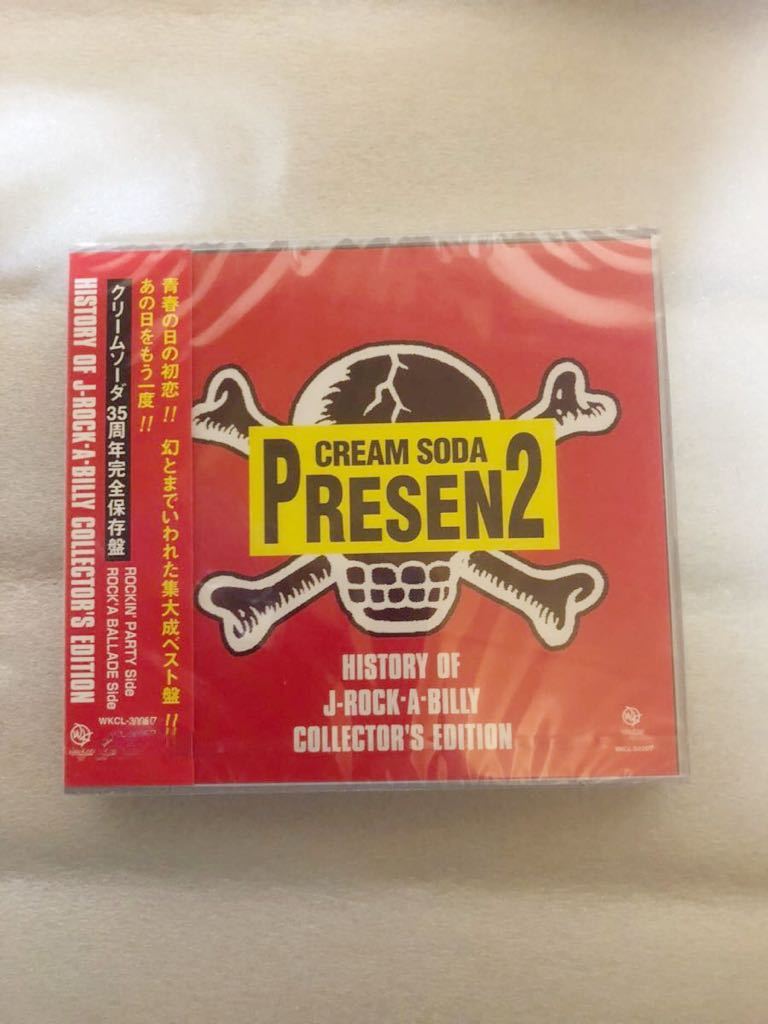 青春の日の初恋!! 幻とまでいわれた集大成ベスト盤!!
あの日をもう一度!!
クリームソーダ 35周年完全保存盤
ROCKIN' PARTY Side
ROCK'A BALLADE Side
HISTORY OF J-ROCK-A-BILLY COLLECTOR'S EDITION
CREAM SODA
PRESEN2
HISTORY OF
J-ROCK-A-BILLY
COLLECTOR'S EDITION